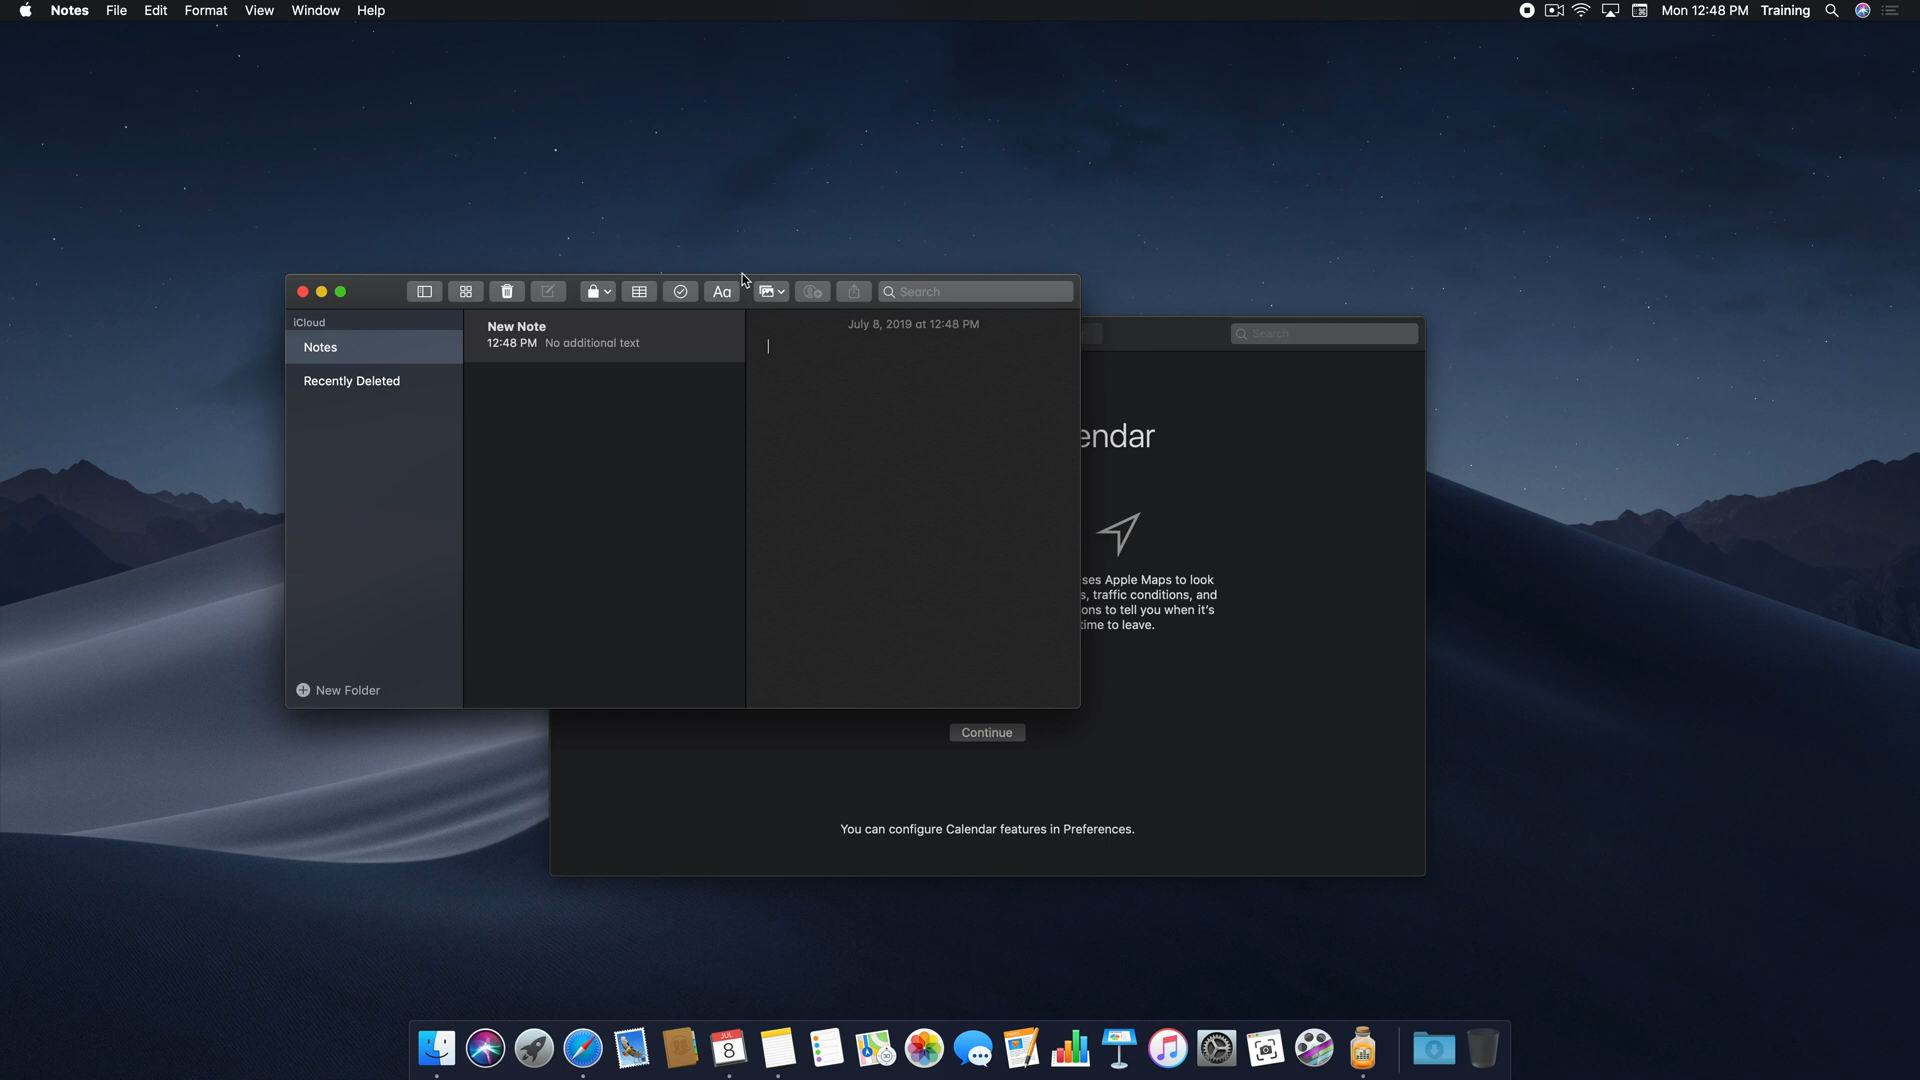 Notes File Edit Format View Window Help
Mon 12:48 PM Training
Aa
Search
iCloud
Notes
Recently Deleted
New Folder
New Note
12:48 PM No additional text
July 8, 2019 at 12:48 PM
Search
endar
ses Apple Maps to look
s, traffic conditions, and
ons to tell you when it's
time to leave.
Continue
You can configure Calendar features in Preferences.
JUL
8